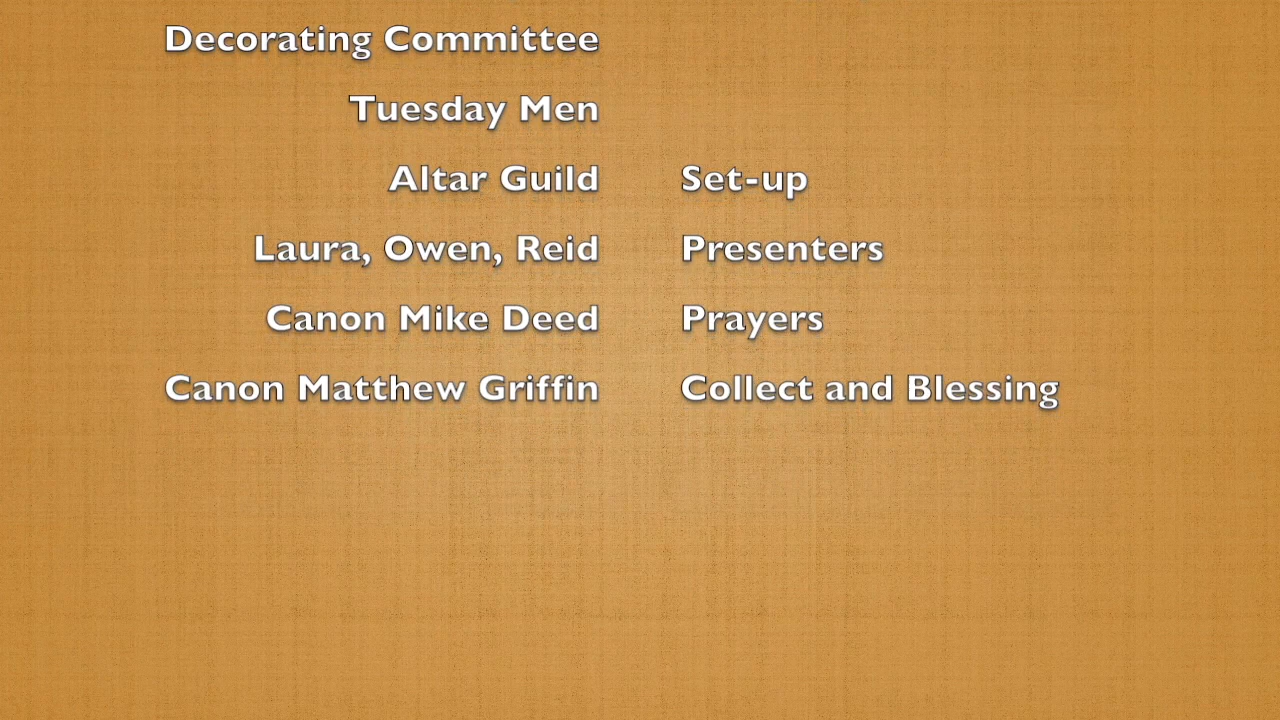 Decorating Committee
Tuesday Men
Altar Guild Set-up
Laura, Owen, Reid Presenters
Canon Mike Deed Prayers
Canon Matthew Griffin Collect and Blessing